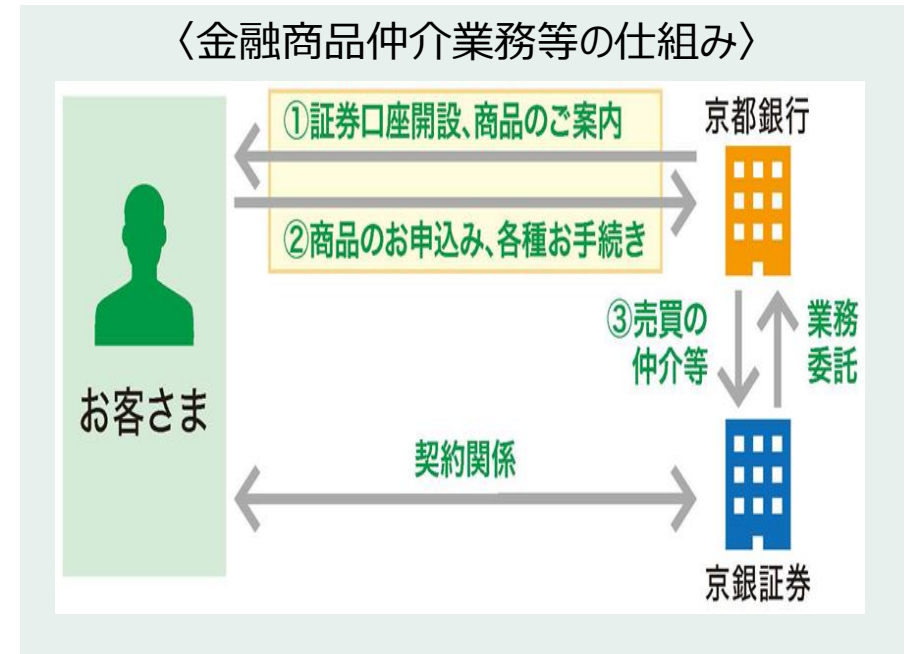 〈金融商品仲介業務等の仕組み〉
①証券口座開設、商品のご案内
京都銀行
②商品のお申込み、各種お手続き
③売買の
仲介等
業務
委託
お客さま
契約関係
京銀証券